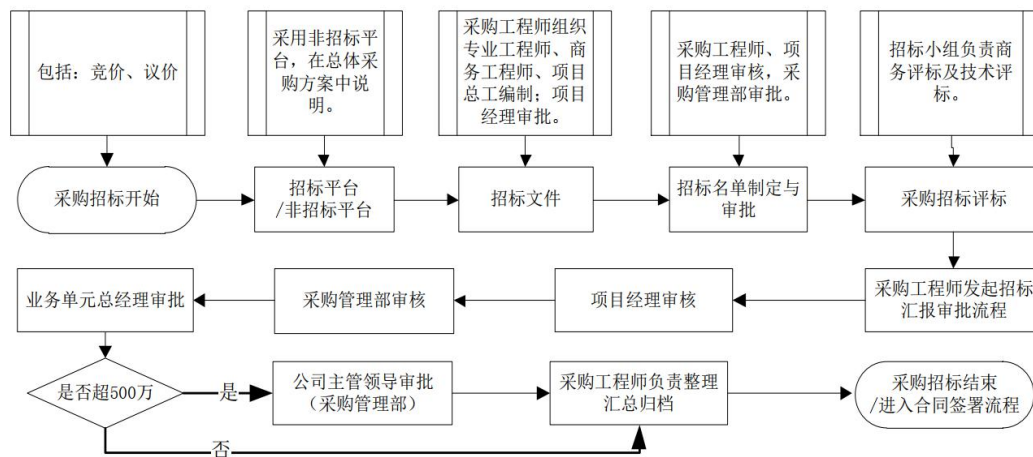 包括：竞价、议价
采用非招标平
台，在总体采
购方案中说
明。
采购工程师组织
专业工程师、商
务工程师、项目
总工编制；项目
经理审批。
采购工程师、项
目经理审核，采
购管理部审批。
招标小组负责商
务评标及技术评
标。
采购招标开始
招标平台
/非招标平台
招标文件
招标名单制定与
审批
采购招标评标
业务单元总经理审批
采购管理部审核
项目经理审核
采购工程师发起招标
汇报审批流程
是否超500万
是
公司主管领导审批
（采购管理部）
采购工程师负责整理
汇总归档
采购招标结束
/进入合同签署流程
否